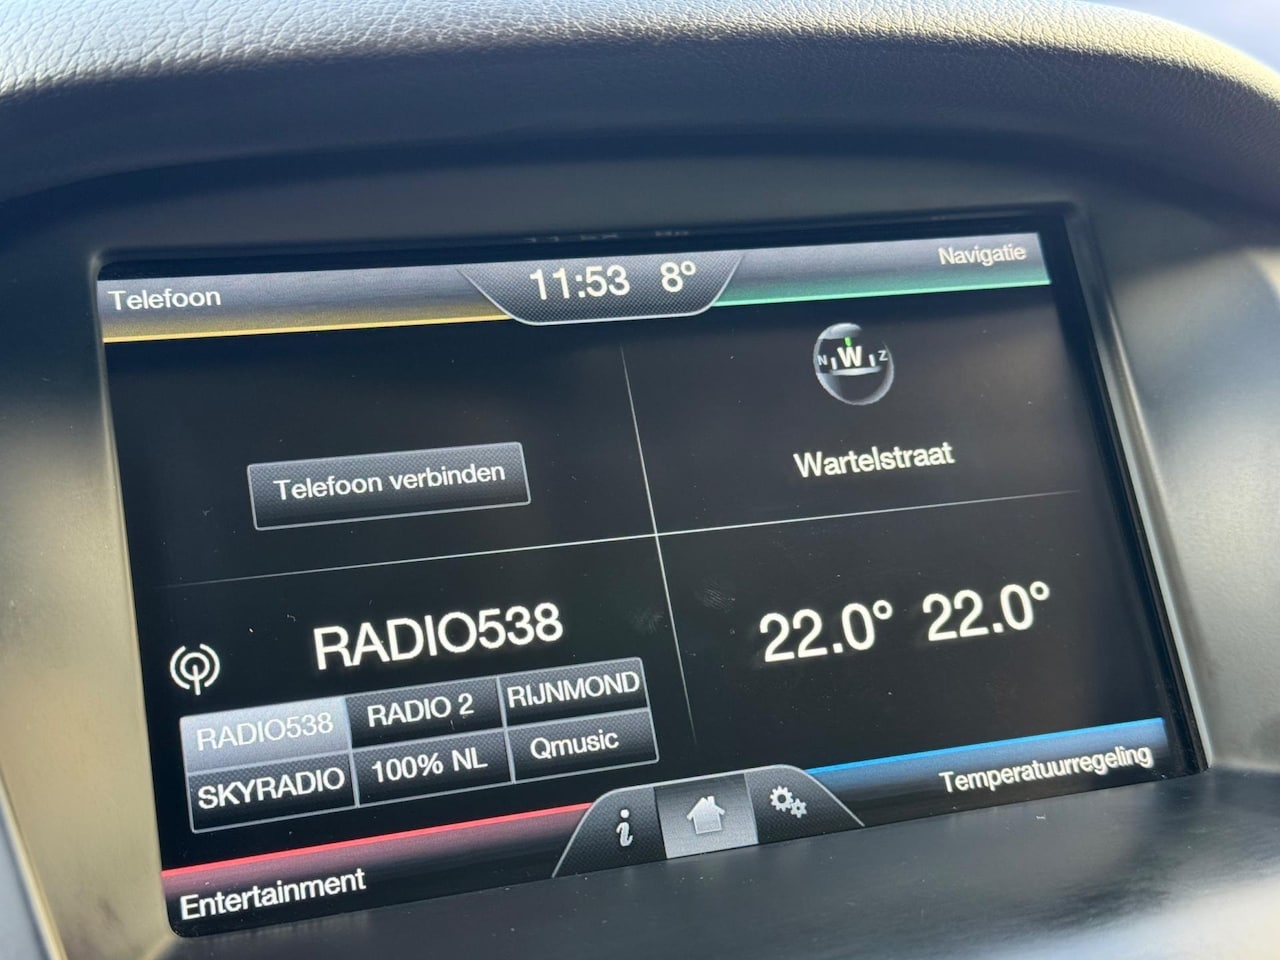 Telefoon
11:53 8°
Navigatie
N W Z
Telefoon verbinden
Wartelstraat
RADIO538
22.0° 22.0°
RADIO538 RADIO 2 RIJNMOND
SKYRADIO 100% NL Qmusic
i
Entertainment
Temperatuurregeling